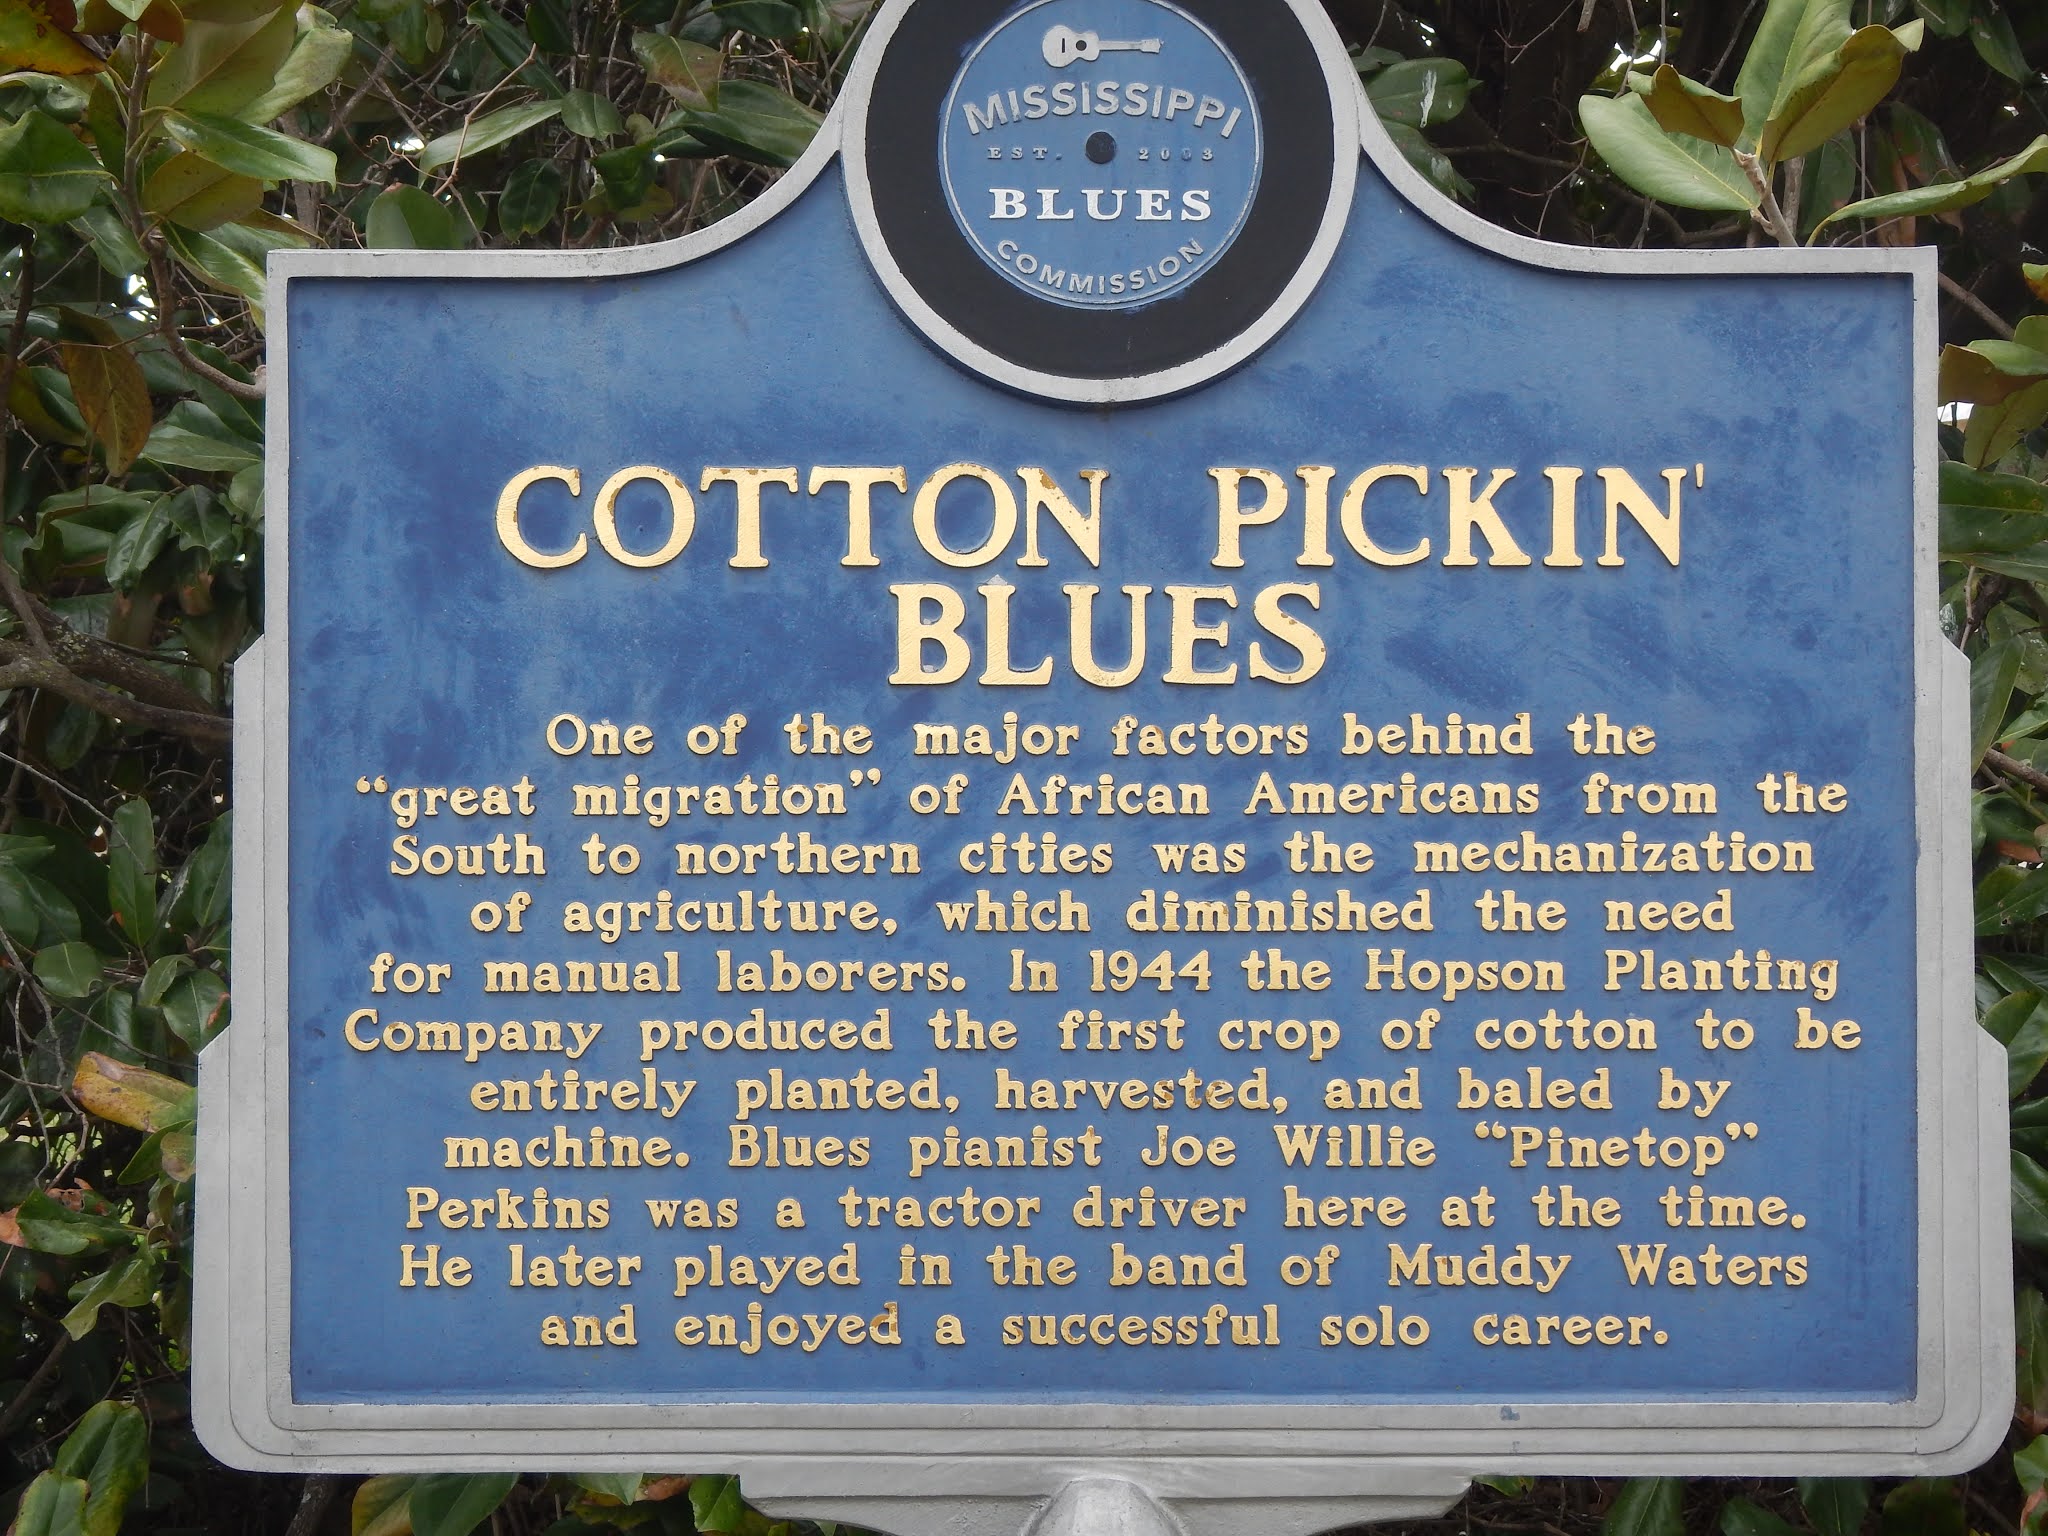 MISSISSIPPI
EST. 2003
BLUES
COMMISSION
COTTON PICKIN'
BLUES
One of the major factors behind the
“great migration” of African Americans from the
South to northern cities was the mechanization
of agriculture, which diminished the need
for manual laborers. In 1944 the Hopson Planting
Company produced the first crop of cotton to be
entirely planted, harvested, and baled by
machine. Blues pianist Joe Willie “Pinetop”
Perkins was a tractor driver here at the time.
He later played in the band of Muddy Waters
and enjoyed a successful solo career.